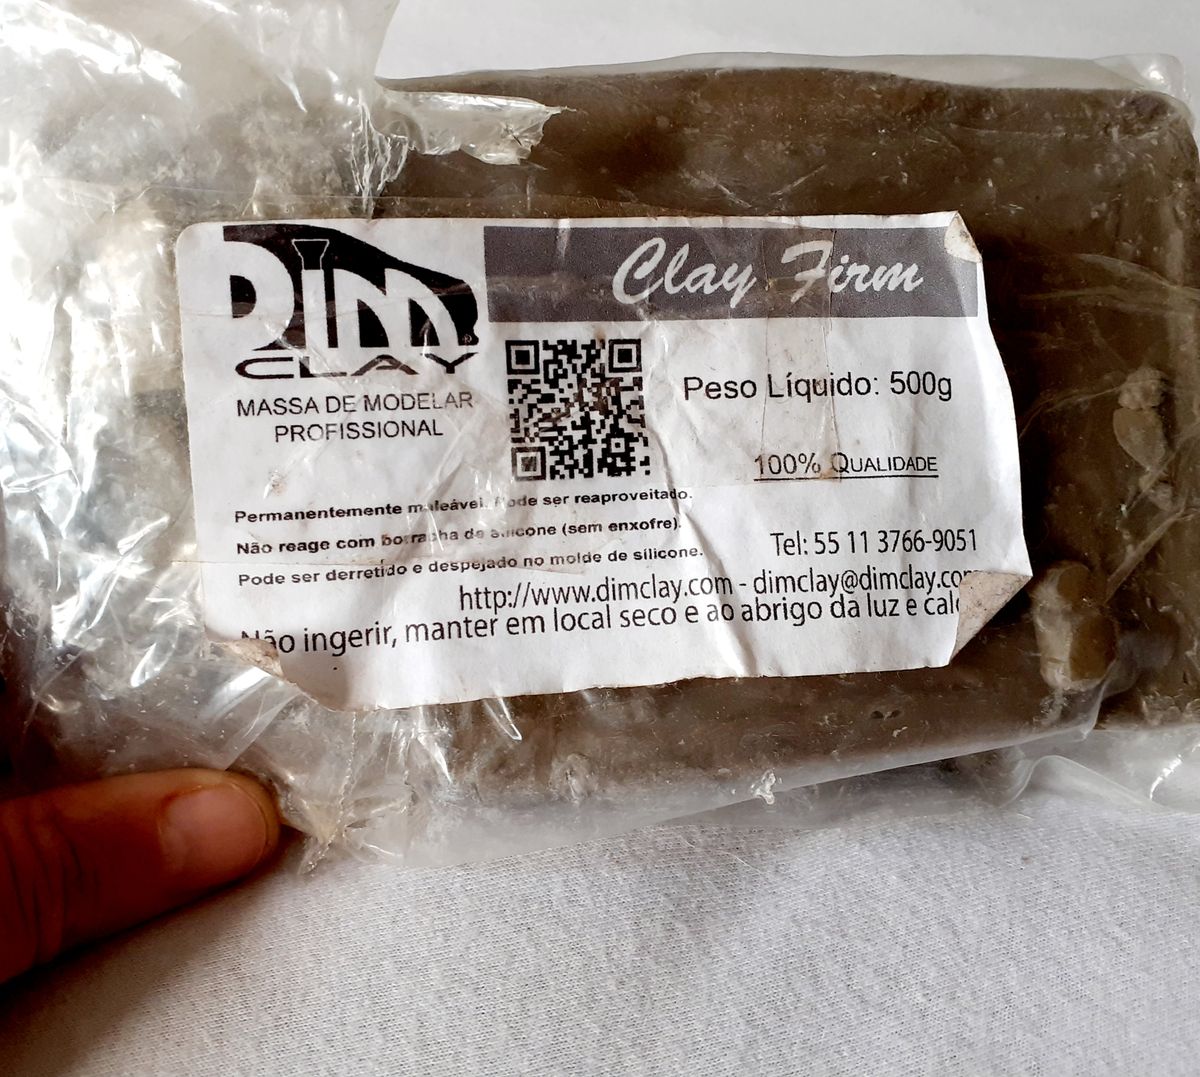 DIM
CLAY
MASSA DE MODELAR
PROFISSIONAL
Clay Firm
Peso Líquido: 500g
100% QUALIDADE
Permanentemente maleável. Pode ser reaproveitado.
Não reage com borracha de silicone (sem enxofre).
Pode ser derretido e despejado no molde de silicone.
Tel: 55 11 3766-9051
http://www.dimclay.com - dimclay@dimclay.com
Não ingerir, manter em local seco e ao abrigo da luz e calo